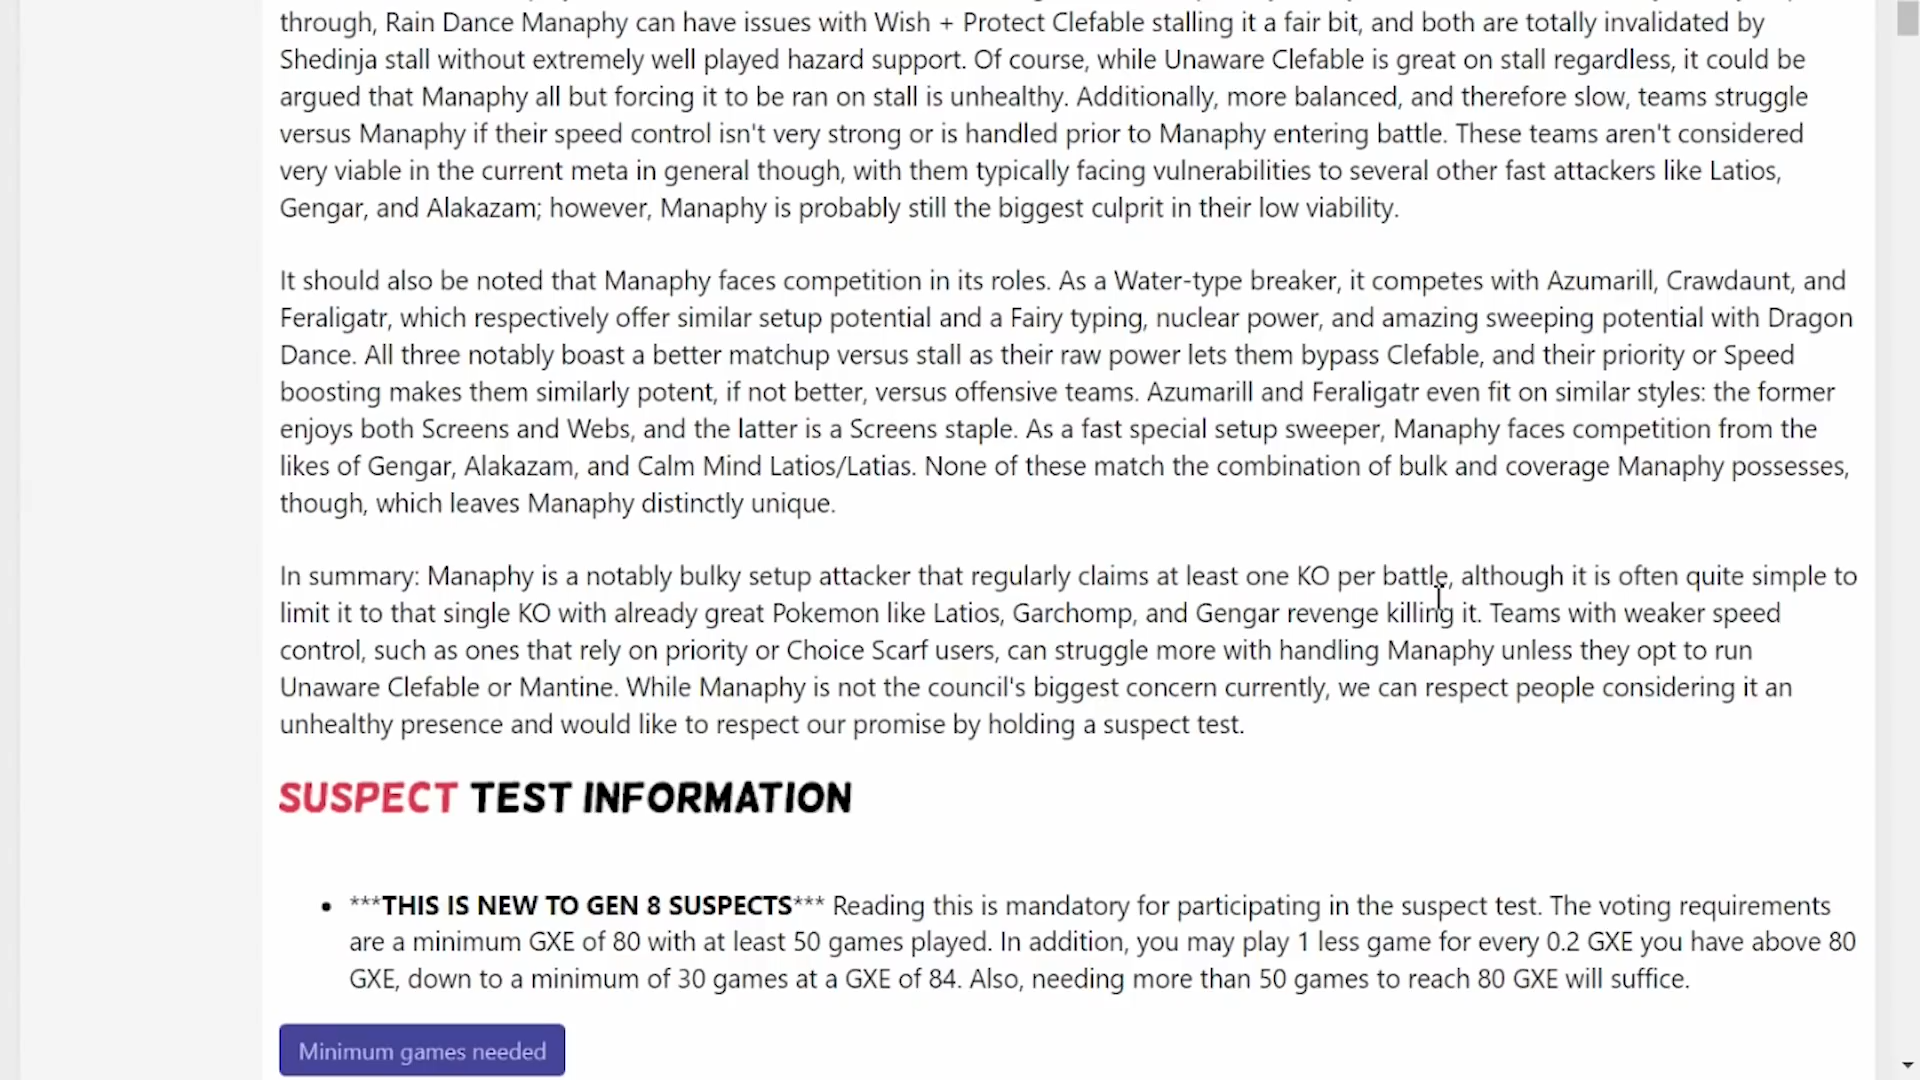 through, Rain Dance Manaphy can have issues with Wish + Protect Clefable stalling it a fair bit, and both are totally invalidated by
Shedinja stall without extremely well played hazard support. Of course, while Unaware Clefable is great on stall regardless, it could be
argued that Manaphy all but forcing it to be ran on stall is unhealthy. Additionally, more balanced, and therefore slow, teams struggle
versus Manaphy if their speed control isn't very strong or is handled prior to Manaphy entering battle. These teams aren't considered
very viable in the current meta in general though, with them typically facing vulnerabilities to several other fast attackers like Latios,
Gengar, and Alakazam; however, Manaphy is probably still the biggest culprit in their low viability.
It should also be noted that Manaphy faces competition in its roles. As a Water-type breaker, it competes with Azumarill, Crawdaunt, and
Feraligatr, which respectively offer similar setup potential and a Fairy typing, nuclear power, and amazing sweeping potential with Dragon
Dance. All three notably boast a better matchup versus stall as their raw power lets them bypass Clefable, and their priority or Speed
boosting makes them similarly potent, if not better, versus offensive teams. Azumarill and Feraligatr even fit on similar styles: the former
enjoys both Screens and Webs, and the latter is a Screens staple. As a fast special setup sweeper, Manaphy faces competition from the
likes of Gengar, Alakazam, and Calm Mind Latios/Latias. None of these match the combination of bulk and coverage Manaphy possesses,
though, which leaves Manaphy distinctly unique.
In summary: Manaphy is a notably bulky setup attacker that regularly claims at least one KO per battle, although it is often quite simple to
limit it to that single KO with already great Pokemon like Latios, Garchomp, and Gengar revenge killing it. Teams with weaker speed
control, such as ones that rely on priority or Choice Scarf users, can struggle more with handling Manaphy unless they opt to run
Unaware Clefable or Mantine. While Manaphy is not the council's biggest concern currently, we can respect people considering it an
unhealthy presence and would like to respect our promise by holding a suspect test.
SUSPECT TEST INFORMATION
• ***THIS IS NEW TO GEN 8 SUSPECTS*** Reading this is mandatory for participating in the suspect test. The voting requirements
are a minimum GXE of 80 with at least 50 games played. In addition, you may play 1 less game for every 0.2 GXE you have above 80
GXE, down to a minimum of 30 games at a GXE of 84. Also, needing more than 50 games to reach 80 GXE will suffice.
Minimum games needed